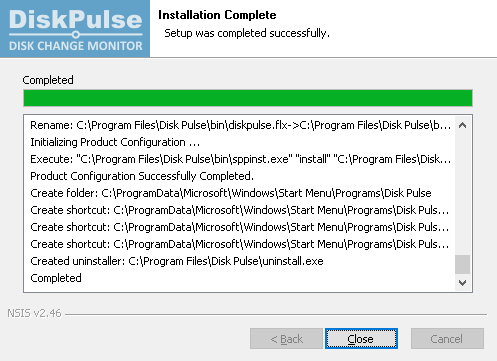 DiskPulse
DISK CHANGE MONITOR
Installation Complete
Setup was completed successfully.
Completed
Rename: C:\Program Files\Disk Pulse\bin\diskpulse.flx->C:\Program Files\Disk Pulse\b...
Initializing Product Configuration ...
Execute: "C:\Program Files\Disk Pulse\bin\sppinst.exe" "install" "C:\Program Files\Disk...
Product Configuration Successfully Completed.
Create folder: C:\ProgramData\Microsoft\Windows\Start Menu\Programs\Disk Pulse
Create shortcut: C:\ProgramData\Microsoft\Windows\Start Menu\Programs\Disk Puls...
Create shortcut: C:\ProgramData\Microsoft\Windows\Start Menu\Programs\Disk Puls...
Create shortcut: C:\ProgramData\Microsoft\Windows\Start Menu\Programs\Disk Puls...
Created uninstaller: C:\Program Files\Disk Pulse\uninstall.exe
Completed
NSIS v2.46
< Back
Close
Cancel